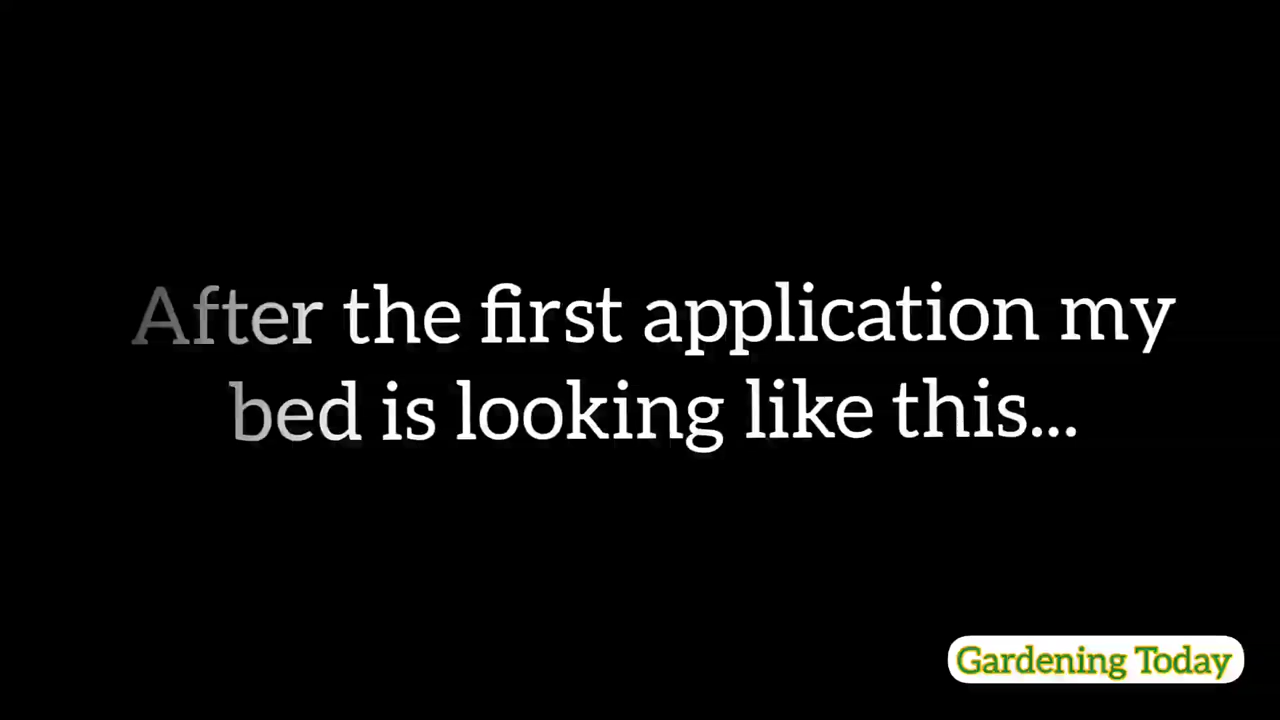 After the first application my
bed is looking like this...
Gardening Today